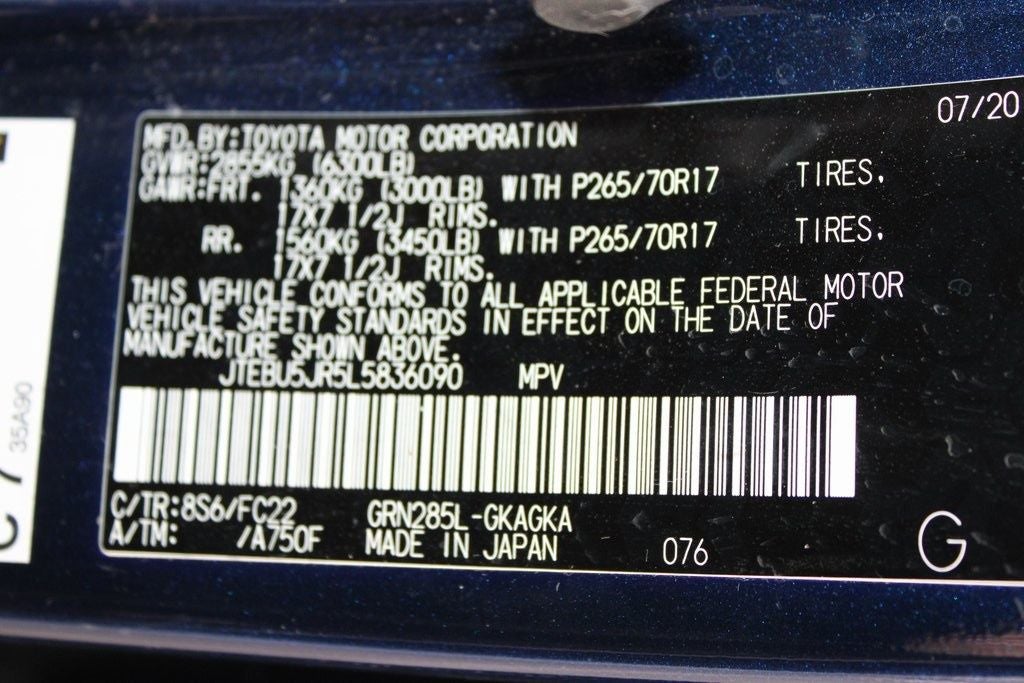 07/20
MFD.BY:TOYOTA MOTOR CORPORATION
GVWR:2855KG (6300LB)
GAWR:FRT. 1360KG (3000LB) WITH P265/70R17 TIRES,
17X7 1/2J RIMS.
RR. 1560KG (3450LB) WITH P265/70R17 TIRES,
17X7 1/2J RIMS.
THIS VEHICLE CONFORMS TO ALL APPLICABLE FEDERAL MOTOR
VEHICLE SAFETY STANDARDS IN EFFECT ON THE DATE OF
MANUFACTURE SHOWN ABOVE.
JTEBU5JR5L5836090 MPV
C/TR:8S6/FC22 GRN285L-GKAGKA
A/TM: /A750F MADE IN JAPAN 076 G
35A90